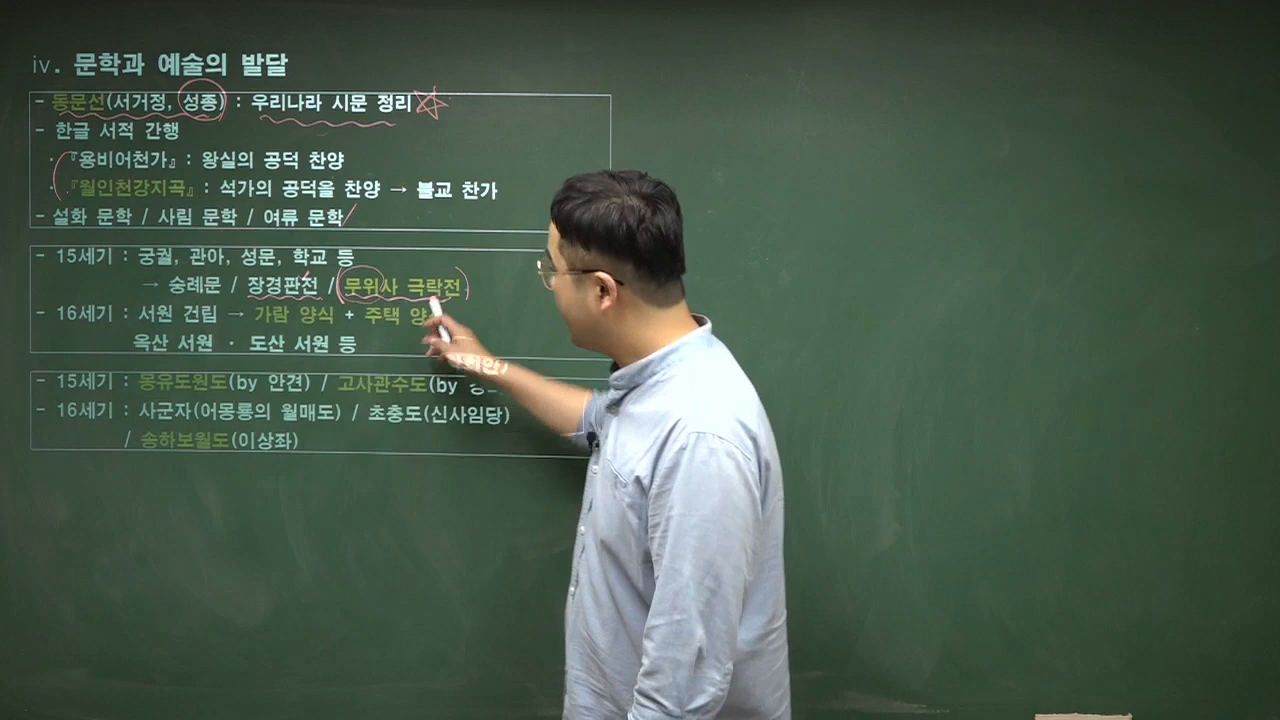 iv. 문학과 예술의 발달
- 동문선(서거정, 성종) : 우리나라 시문 정리
- 한글 서적 간행
· 『용비어천가』 : 왕실의 공덕 찬양
· 『월인천강지곡』 : 석가의 공덕을 찬양 → 불교 찬가
- 설화 문학 / 사림 문학 / 여류 문학
- 15세기 : 궁궐, 관아, 성문, 학교 등
→ 숭례문 / 장경판전 / 무위사 극락전
- 16세기 : 서원 건립 → 가람 양식 + 주택 양
옥산 서원 · 도산 서원 등
- 15세기 : 몽유도원도(by 안견) / 고사관수도(by
- 16세기 : 사군자(어몽룡의 월매도) / 초충도(신사임당)
/ 송하보월도(이상좌)